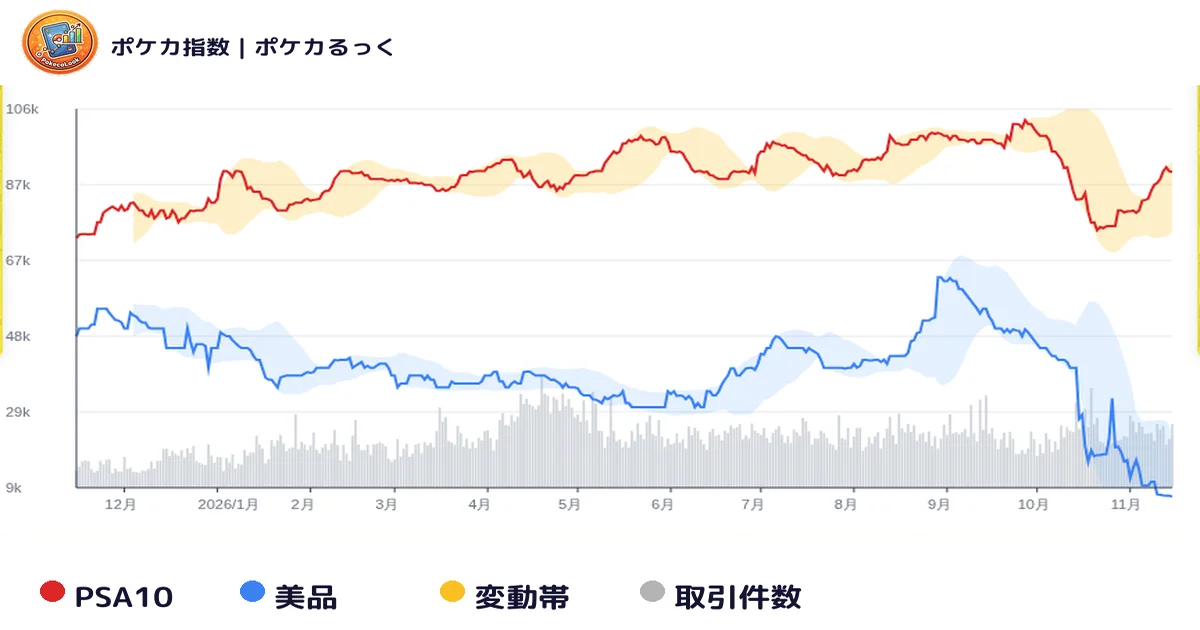 PokecaLook
ポケカ指数 | ポケカるっく
106k
87k
67k
48k
29k
9k
12月 2026/1月 2月 3月 4月 5月 6月 7月 8月 9月 10月 11月
PSA10 美品 変動帯 取引件数